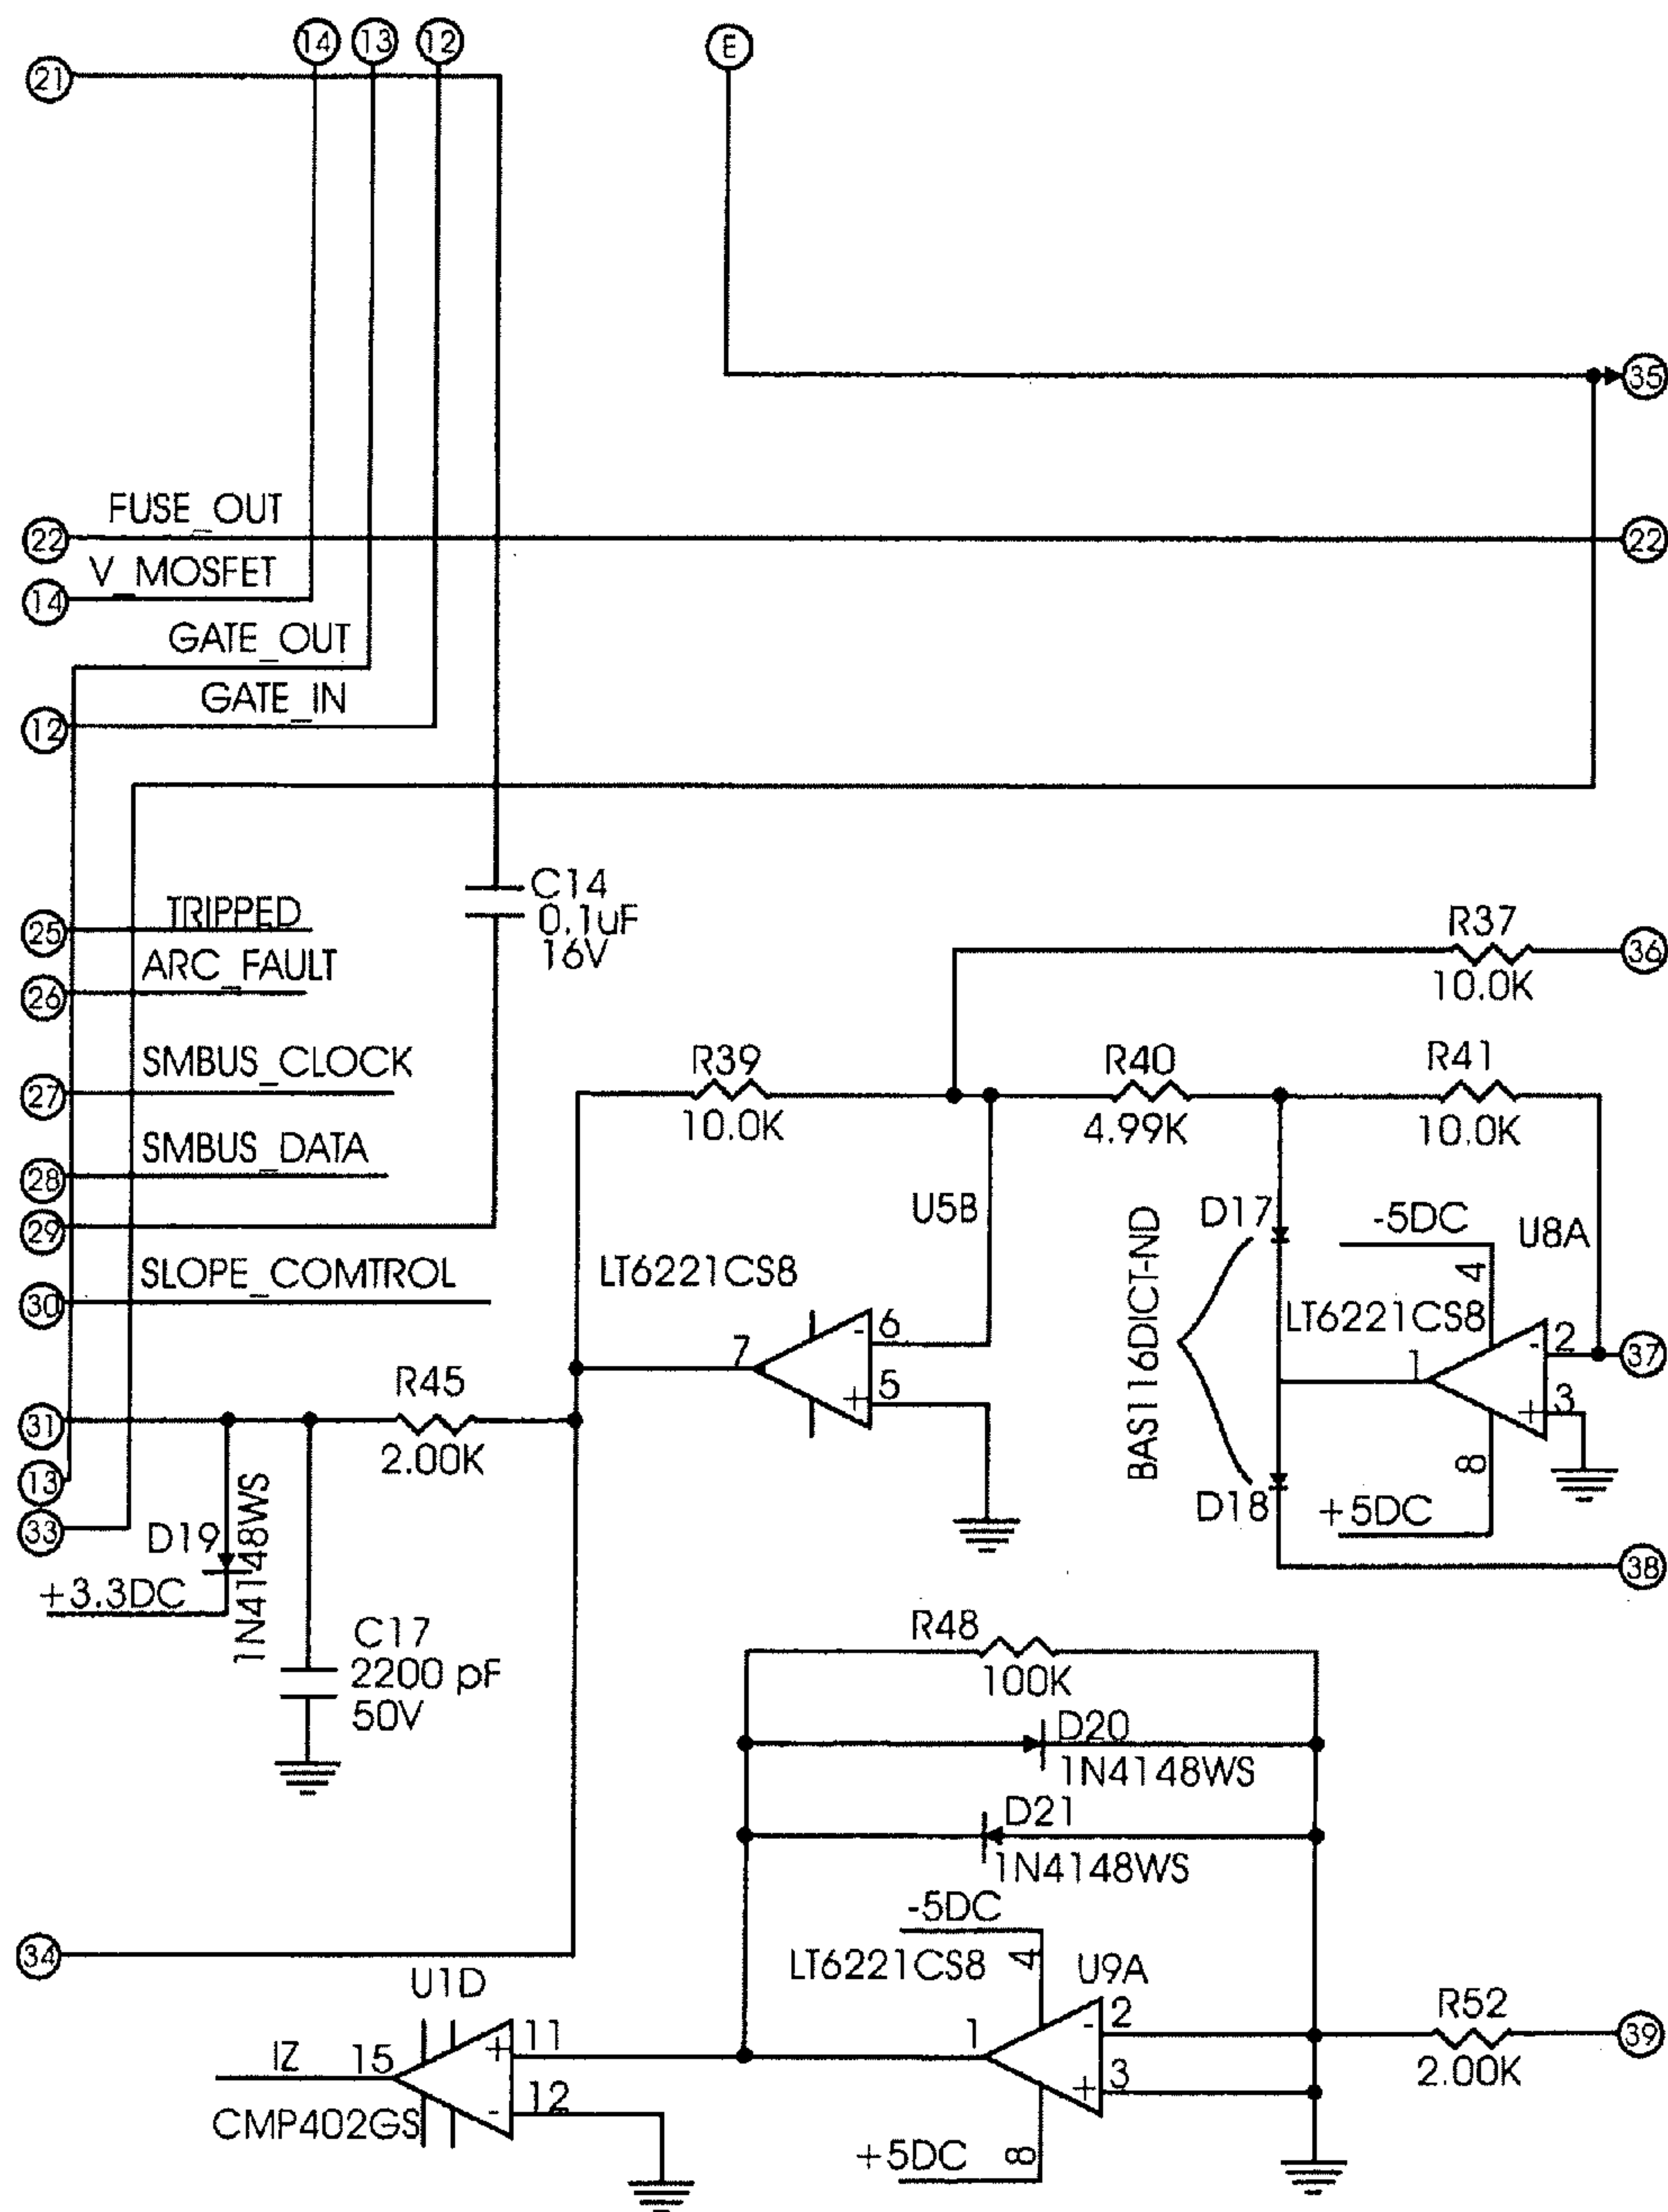 14 13 12 E
21
35
FUSE_OUT
22 22
V_MOSFET
14
GATE_OUT
GATE_IN
12
C14
0.1uF
16V
TRIPPED
25
ARC_FAULT
26
R37
10.0K
36
SMBUS_CLOCK
27
R39
10.0K
R40
4.99K
R41
10.0K
SMBUS_DATA
28
29
U5B
D17
-5DC
U8A
SLOPE_COMTROL
30
LT6221CS8
7
-
6
+
5
BAS116DICT-ND
4
LT6221CS8
1
-
2
37
+
3
8
D18
+5DC
38
31
R45
2.00K
13
33
D19
1N4148WS
+3.3DC
C17
2200 pF
50V
R48
100K
D20
1N4148WS
D21
1N4148WS
-5DC
34
LT6221CS8
4
U9A
U1D
1
-
2
+
3
R52
2.00K
39
IZ
15
+
11
-
12
CMP402GS
+5DC
8